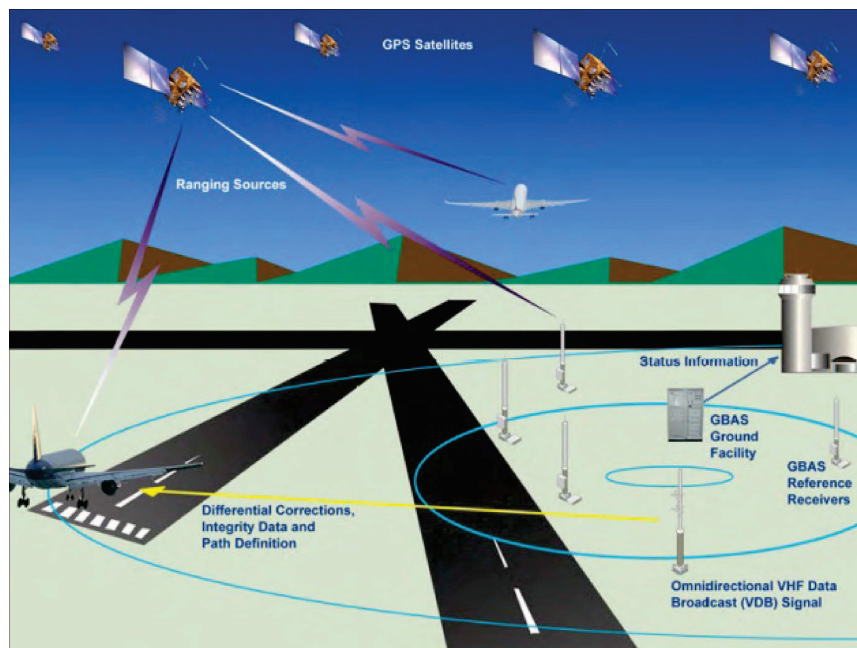 GPS Satellites
Ranging Sources
Status Information
GBAS
Ground
Facility
GBAS
Reference
Receivers
Differential Corrections,
Integrity Data and
Path Definition
Omnidirectional VHF Data
Broadcast (VDB) Signal